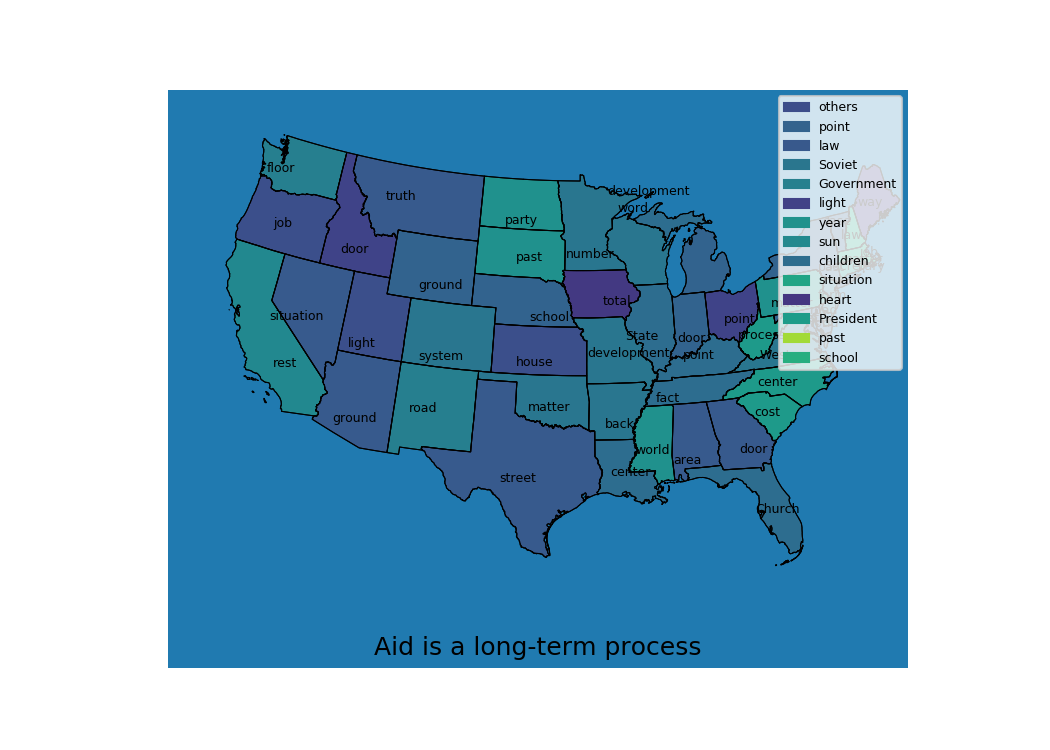 others
point
law
Soviet
Government
light
year
sun
children
situation
heart
President
past
school
floor
truth
development
word
way
job
party
door
past
number
ground
total
situation
school
point
State
door
process
light
system
house
development
point
rest
center
road
matter
fact
cost
ground
back
world
door
area
street
center
Church
Aid is a long-term process